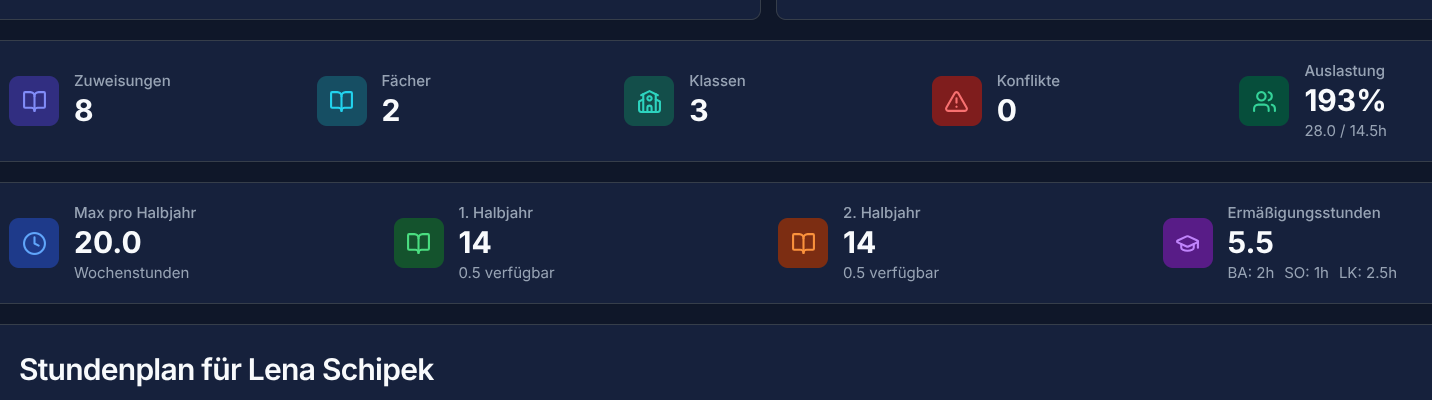 Zuweisungen
8
Fächer
2
Klassen
3
Konflikte
0
Auslastung
193%
28.0 / 14.5h
Max pro Halbjahr
20.0
Wochenstunden
1. Halbjahr
14
0.5 verfügbar
2. Halbjahr
14
0.5 verfügbar
Ermäßigungsstunden
5.5
BA: 2h SO: 1h LK: 2.5h
Stundenplan für Lena Schipek